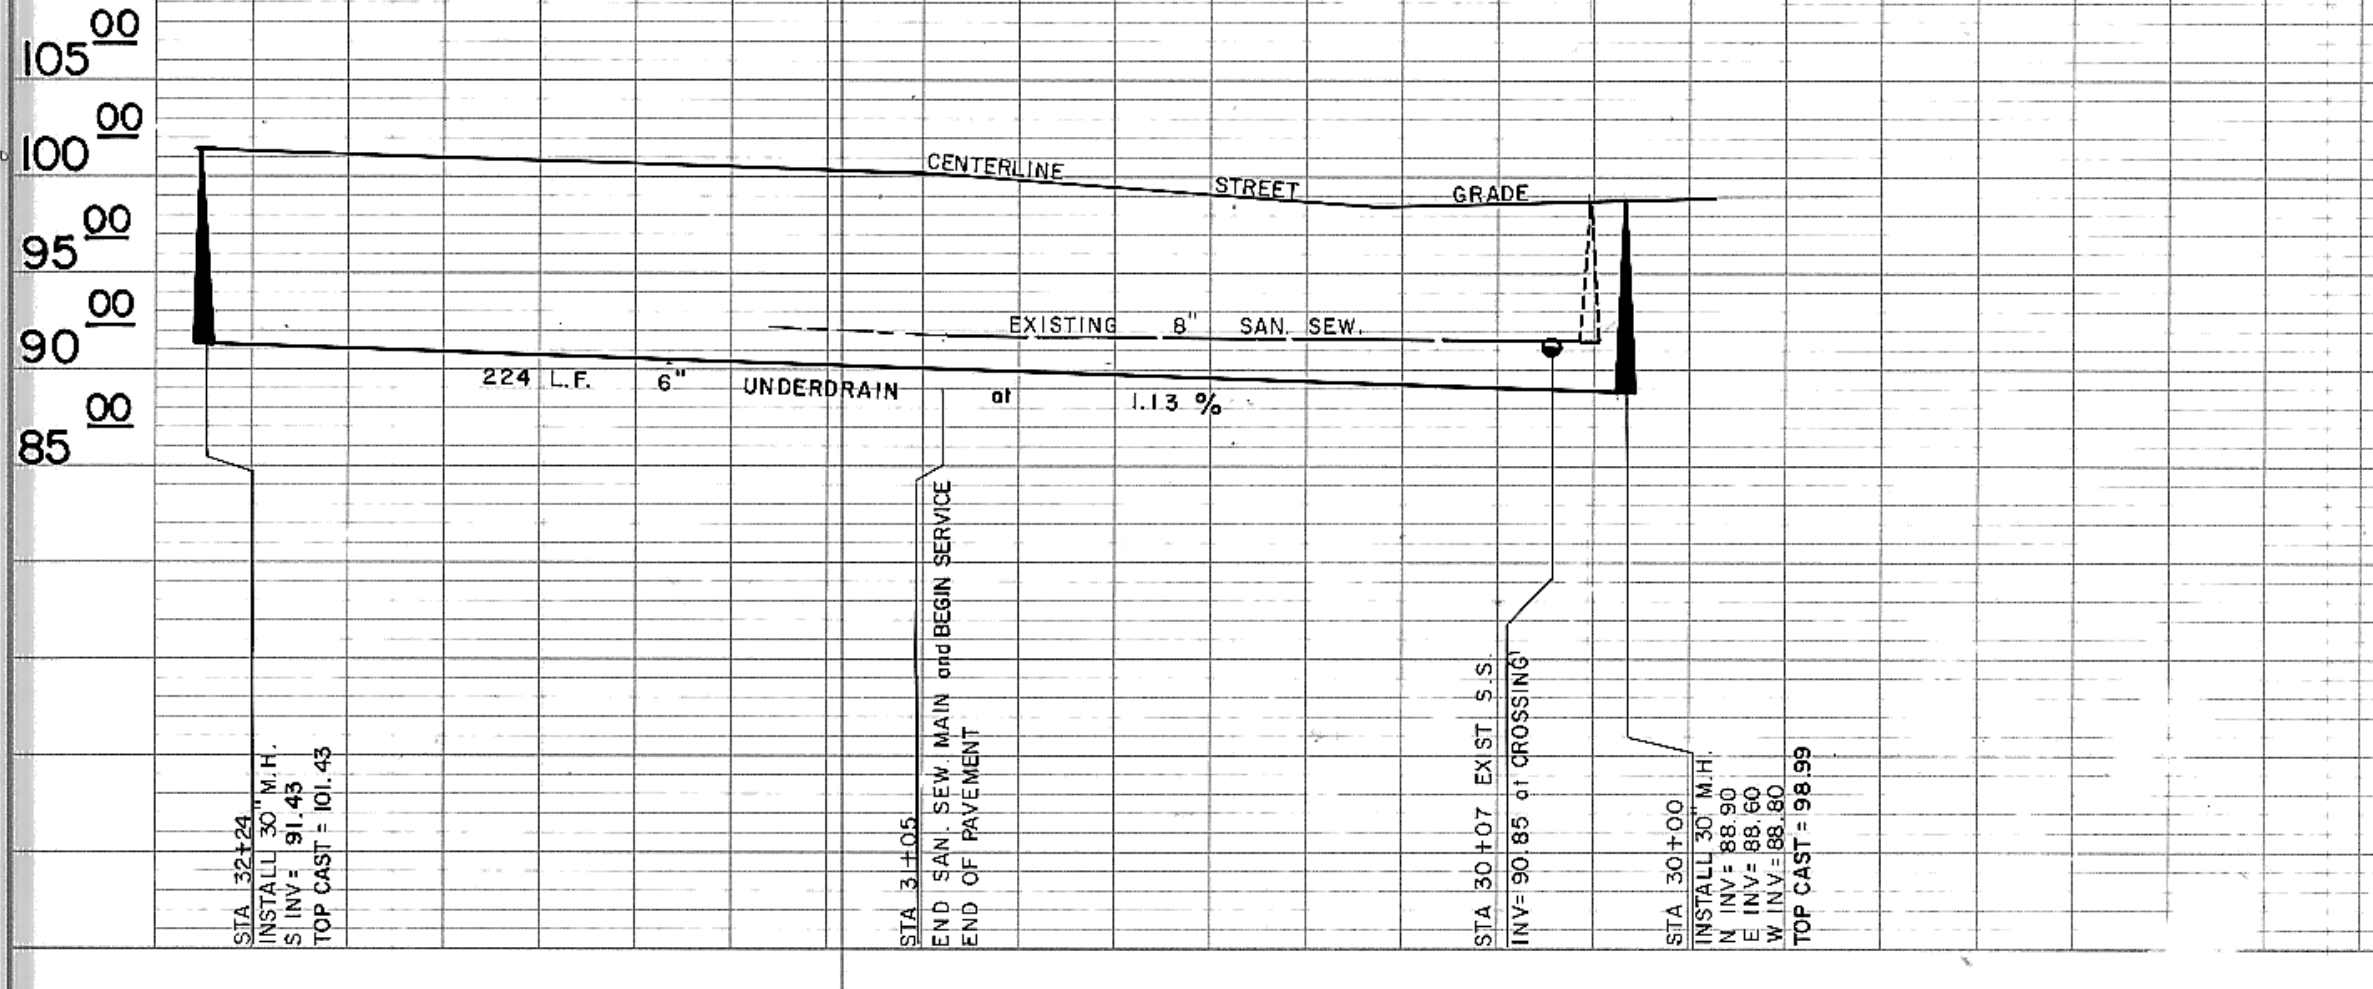 105 00
100 00
95 00
90 00
85 00
CENTERLINE STREET GRADE
EXISTING 8" SAN. SEW.
224 L.F. 6" UNDERDRAIN at 1.13 %
STA 32+24
INSTALL 30" M.H.
S INV= 91.43
TOP CAST= 101.43
STA 31+05
END SAN. SEW. MAIN and BEGIN SERVICE
END OF PAVEMENT
STA 30+07 EXIST S.S.
INV= 90.85 at CROSSING
STA 30+00
INSTALL 30" M.H.
N INV= 88.90
E INV= 88.60
W INV= 88.80
TOP CAST= 98.99